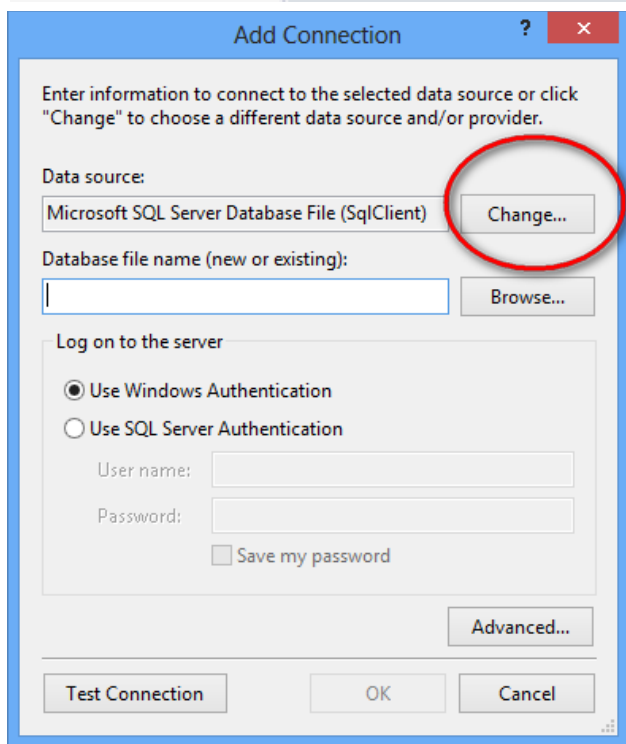 Add Connection
?
Enter information to connect to the selected data source or click
"Change" to choose a different data source and/or provider.
Data source:
Microsoft SQL Server Database File (SqlClient)
Change...
Database file name (new or existing):
Browse...
Log on to the server
Use Windows Authentication
Use SQL Server Authentication
User name:
Password:
Save my password
Advanced...
Test Connection
OK
Cancel